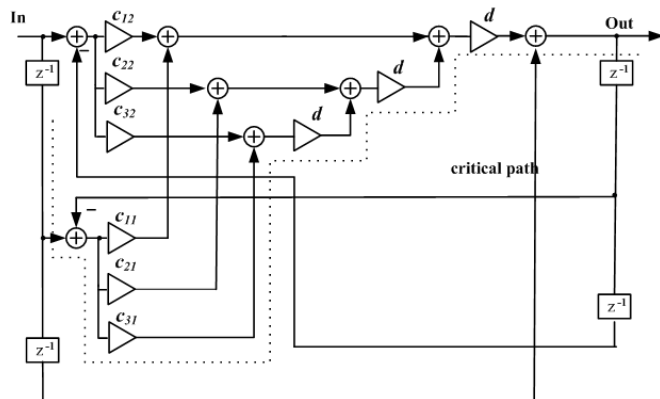 In
c12
d
Out
z-1
c22
d
z-1
c32
d
critical path
c11
c21
z-1
c31
z-1